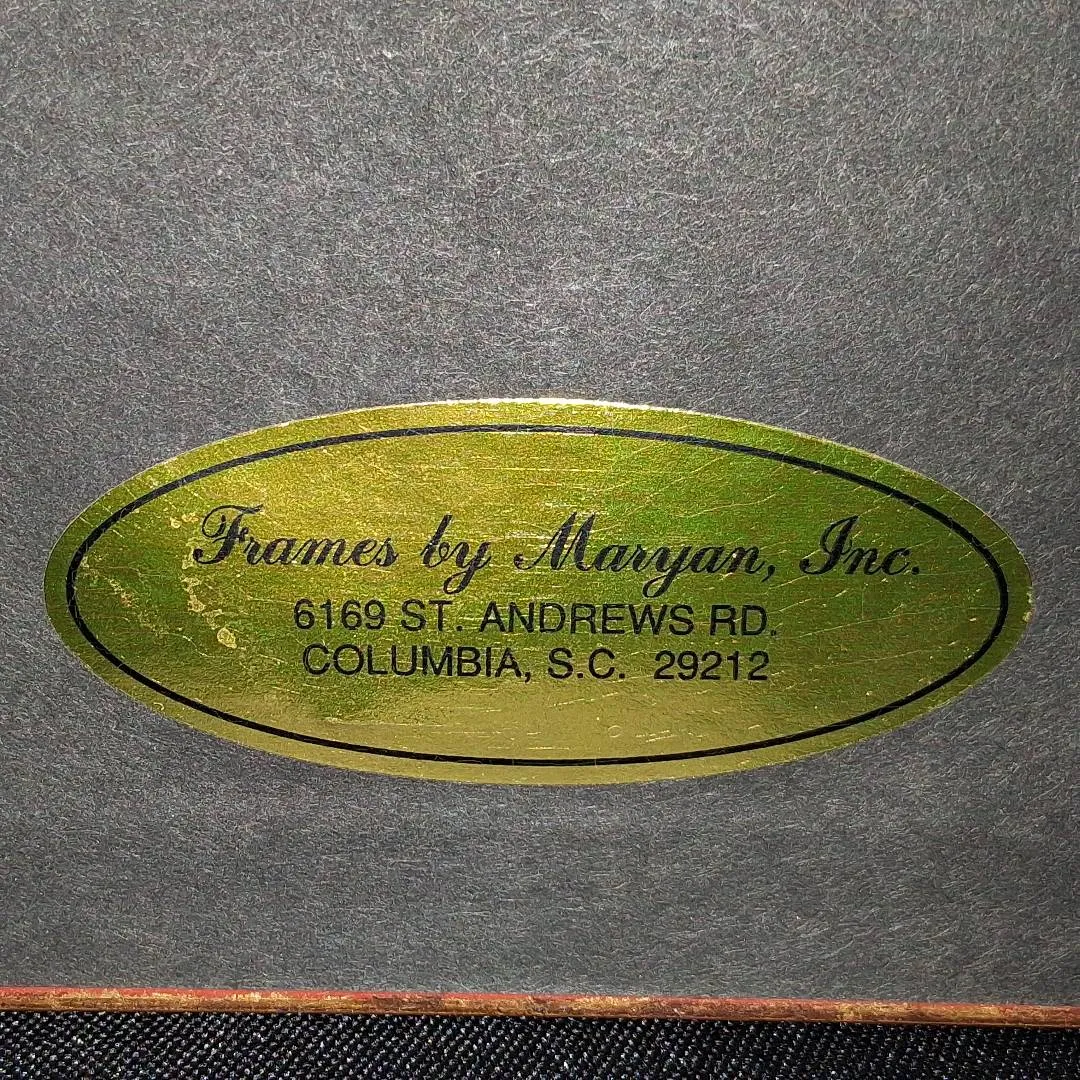 Frames by Maryan, Inc.
6169 ST. ANDREWS RD.
COLUMBIA, S.C. 29212